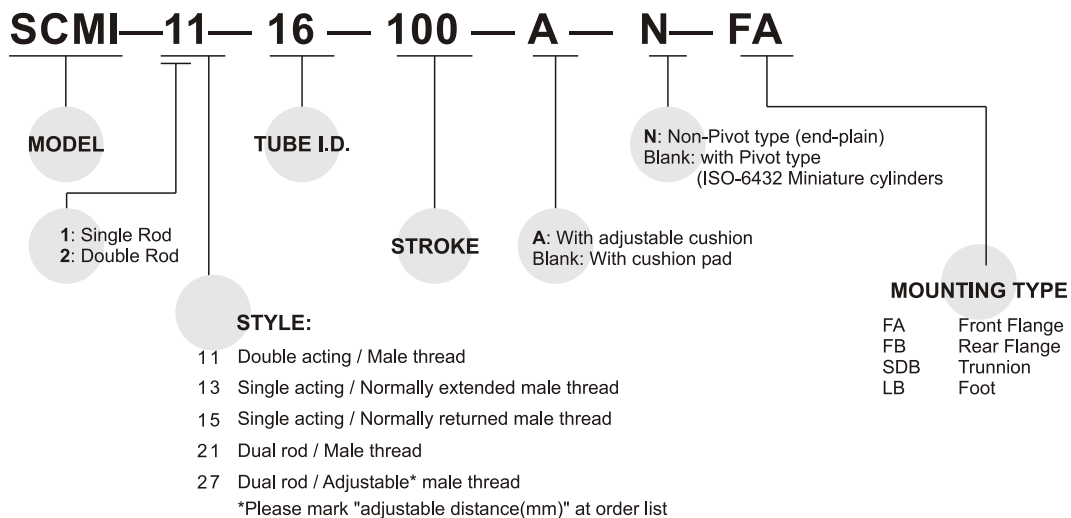 SCMI—11—16—100—A—N—FA
MODEL
TUBE I.D.
N: Non-Pivot type (end-plain)
Blank: with Pivot type
(ISO-6432 Miniature cylinders
1: Single Rod
2: Double Rod
STROKE
A: With adjustable cushion
Blank: With cushion pad
MOUNTING TYPE
FA Front Flange
FB Rear Flange
SDB Trunnion
LB Foot
STYLE:
11 Double acting / Male thread
13 Single acting / Normally extended male thread
15 Single acting / Normally returned male thread
21 Dual rod / Male thread
27 Dual rod / Adjustable* male thread
*Please mark "adjustable distance(mm)" at order list